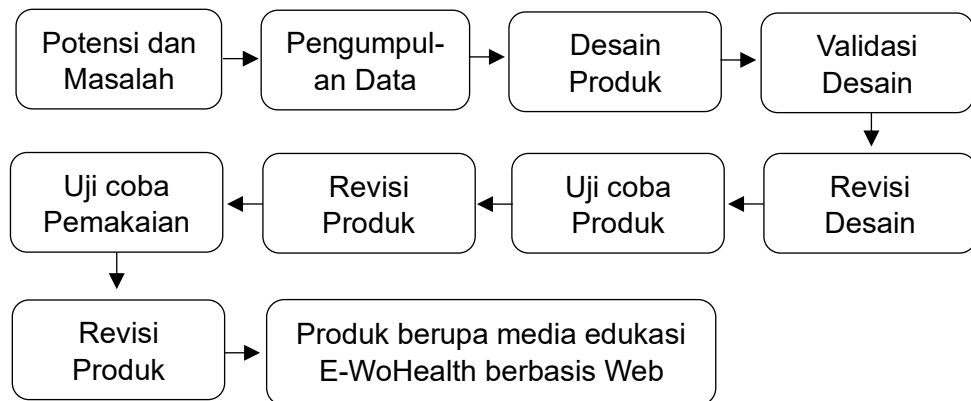 Potensi dan
Masalah
Pengumpul-
an Data
Desain
Produk
Validasi
Desain
Revisi
Desain
Uji coba
Produk
Revisi
Produk
Uji coba
Pemakaian
Revisi
Produk
Produk berupa media edukasi
E-WoHealth berbasis Web